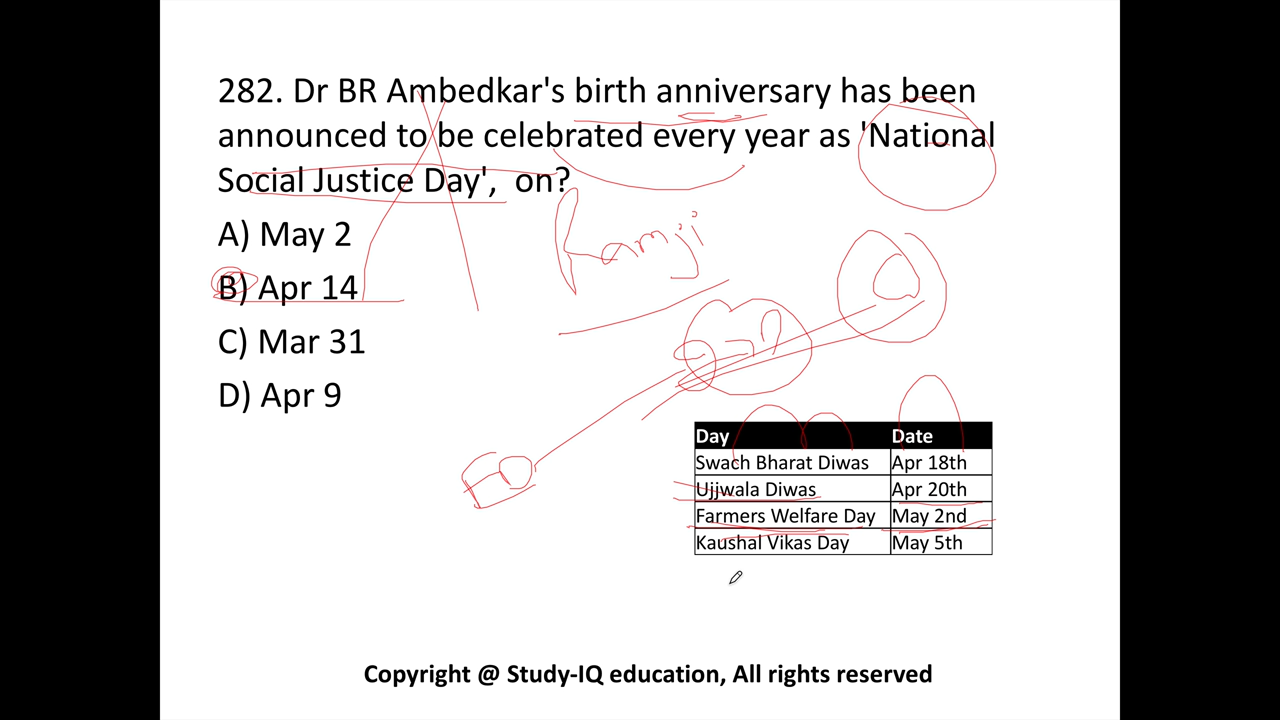 282. Dr BR Ambedkar's birth anniversary has been
announced to be celebrated every year as 'National
Social Justice Day',  on?
A) May 2
B) Apr 14
C) Mar 31
D) Apr 9
Ramji
Day Date
Swach Bharat Diwas Apr 18th
Ujjwala Diwas Apr 20th
Farmers Welfare Day May 2nd
Kaushal Vikas Day May 5th
Copyright @ Study-IQ education, All rights reserved